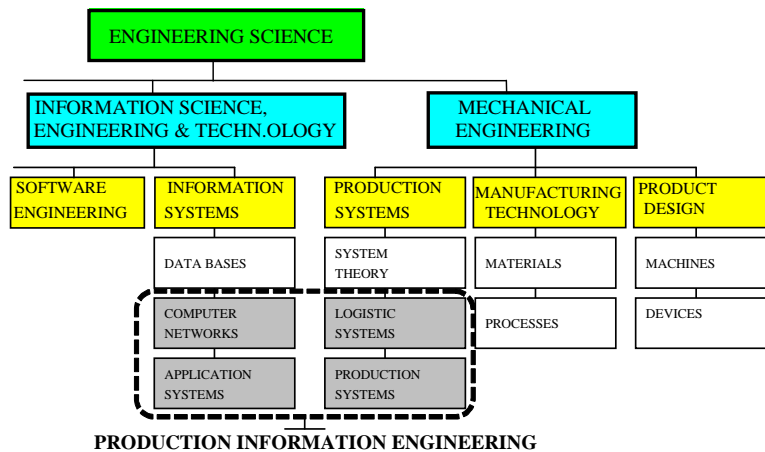 ENGINEERING SCIENCE
INFORMATION SCIENCE,
ENGINEERING & TECHN.OLOGY
MECHANICAL
ENGINEERING
SOFTWARE
ENGINEERING
INFORMATION
SYSTEMS
PRODUCTION
SYSTEMS
MANUFACTURING
TECHNOLOGY
PRODUCT
DESIGN
DATA BASES
SYSTEM
THEORY
MATERIALS
MACHINES
COMPUTER
NETWORKS
LOGISTIC
SYSTEMS
PROCESSES
DEVICES
APPLICATION
SYSTEMS
PRODUCTION
SYSTEMS
PRODUCTION INFORMATION ENGINEERING